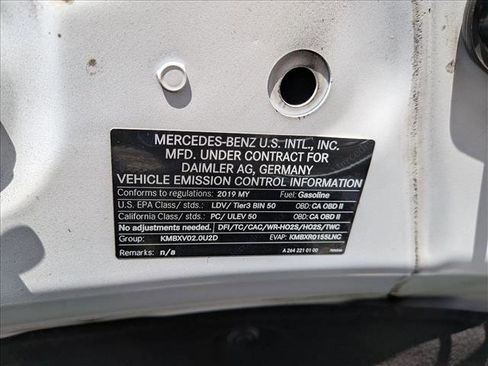 MERCEDES-BENZ U.S. INTL., INC.
MFD. UNDER CONTRACT FOR
DAIMLER AG, GERMANY
VEHICLE EMISSION CONTROL INFORMATION
Conforms to regulations: 2019 MY Fuel: Gasoline
U.S. EPA Class/ stds.: LDV/ Tier3 BIN 50 OBD: CA OBD II
California Class/ stds.: PC/ ULEV 50 OBD: CA OBD II
No adjustments needed. DFI/TC/CAC/WR-HO2S/HO2S/TWC
Group: KMBXV02.0U2D EVAP: KMBXR0155LNC
Remarks: n/a A 264 221 01 00